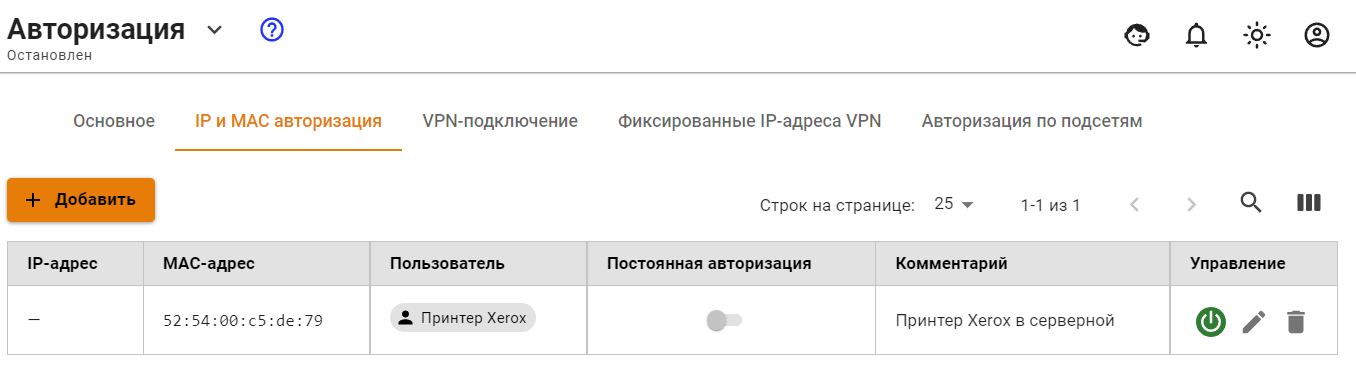 Авторизация
Остановлен
Основное IP и MAC авторизация VPN-подключение Фиксированные IP-адреса VPN Авторизация по подсетям
Добавить
Строк на странице: 25 1-1 из 1
IP-адрес MAC-адрес Пользователь Постоянная авторизация Комментарий Управление
— 52:54:00:c5:de:79 Принтер Xerox Принтер Xerox в серверной